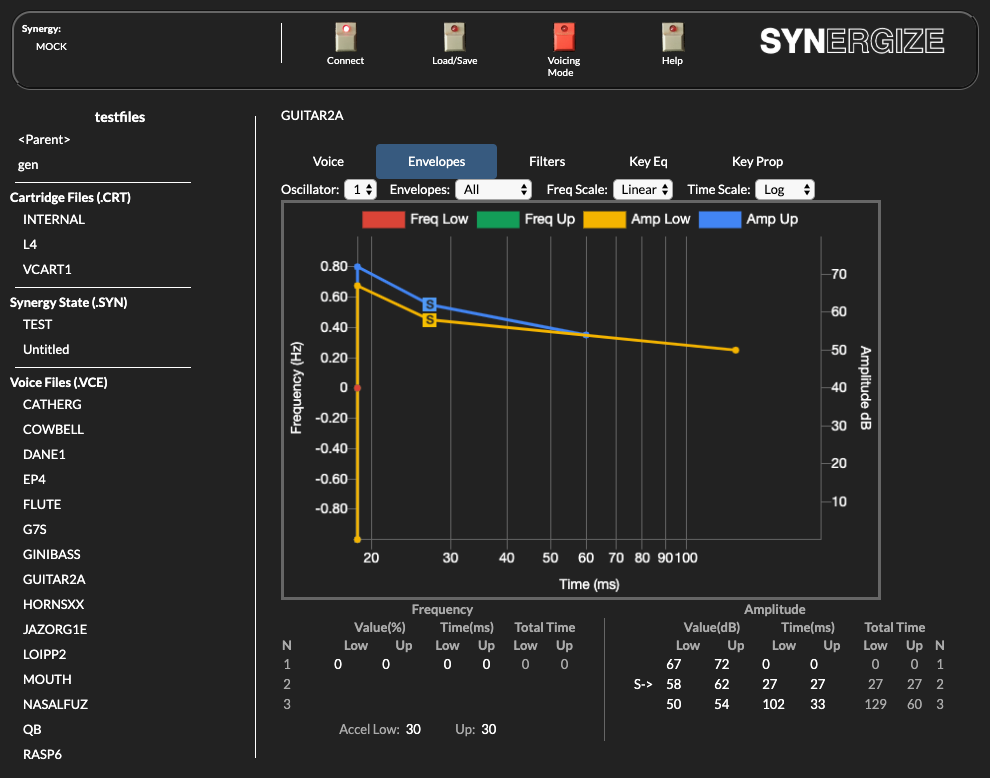 Synergy:
MOCK
Connect
Load/Save
Voicing
Mode
Help
SYNERGIZE
testfiles
<Parent>
gen
Cartridge Files (.CRT)
INTERNAL
L4
VCART1
Synergy State (.SYN)
TEST
Untitled
Voice Files (.VCE)
CATHERG
COWBELL
DANE1
EP4
FLUTE
G7S
GINIBASS
GUITAR2A
HORNSXX
JAZORG1E
LOIPP2
MOUTH
NASALFUZ
QB
RASP6
GUITAR2A
Voice Envelopes Filters Key Eq Key Prop
Oscillator: 1 Envelopes: All Freq Scale: Linear Time Scale: Log
Freq Low Freq Up Amp Low Amp Up
Frequency (Hz)
0.80
0.60
0.40
0.20
0
-0.20
-0.40
-0.60
-0.80
S
S
70
60
50
40
30
20
10
Amplitude dB
20 30 40 50 60 70 80 90 100
Time (ms)
Frequency
Value(%) Time(ms) Total Time
N Low Up Low Up Low Up
1 0 0 0 0 0 0
2
3
Accel Low: 30 Up: 30
Amplitude
Value(dB) Time(ms) Total Time
Low Up Low Up Low Up N
67 72 0 0 0 0 1
S-> 58 62 27 27 27 27 2
50 54 102 33 129 60 3